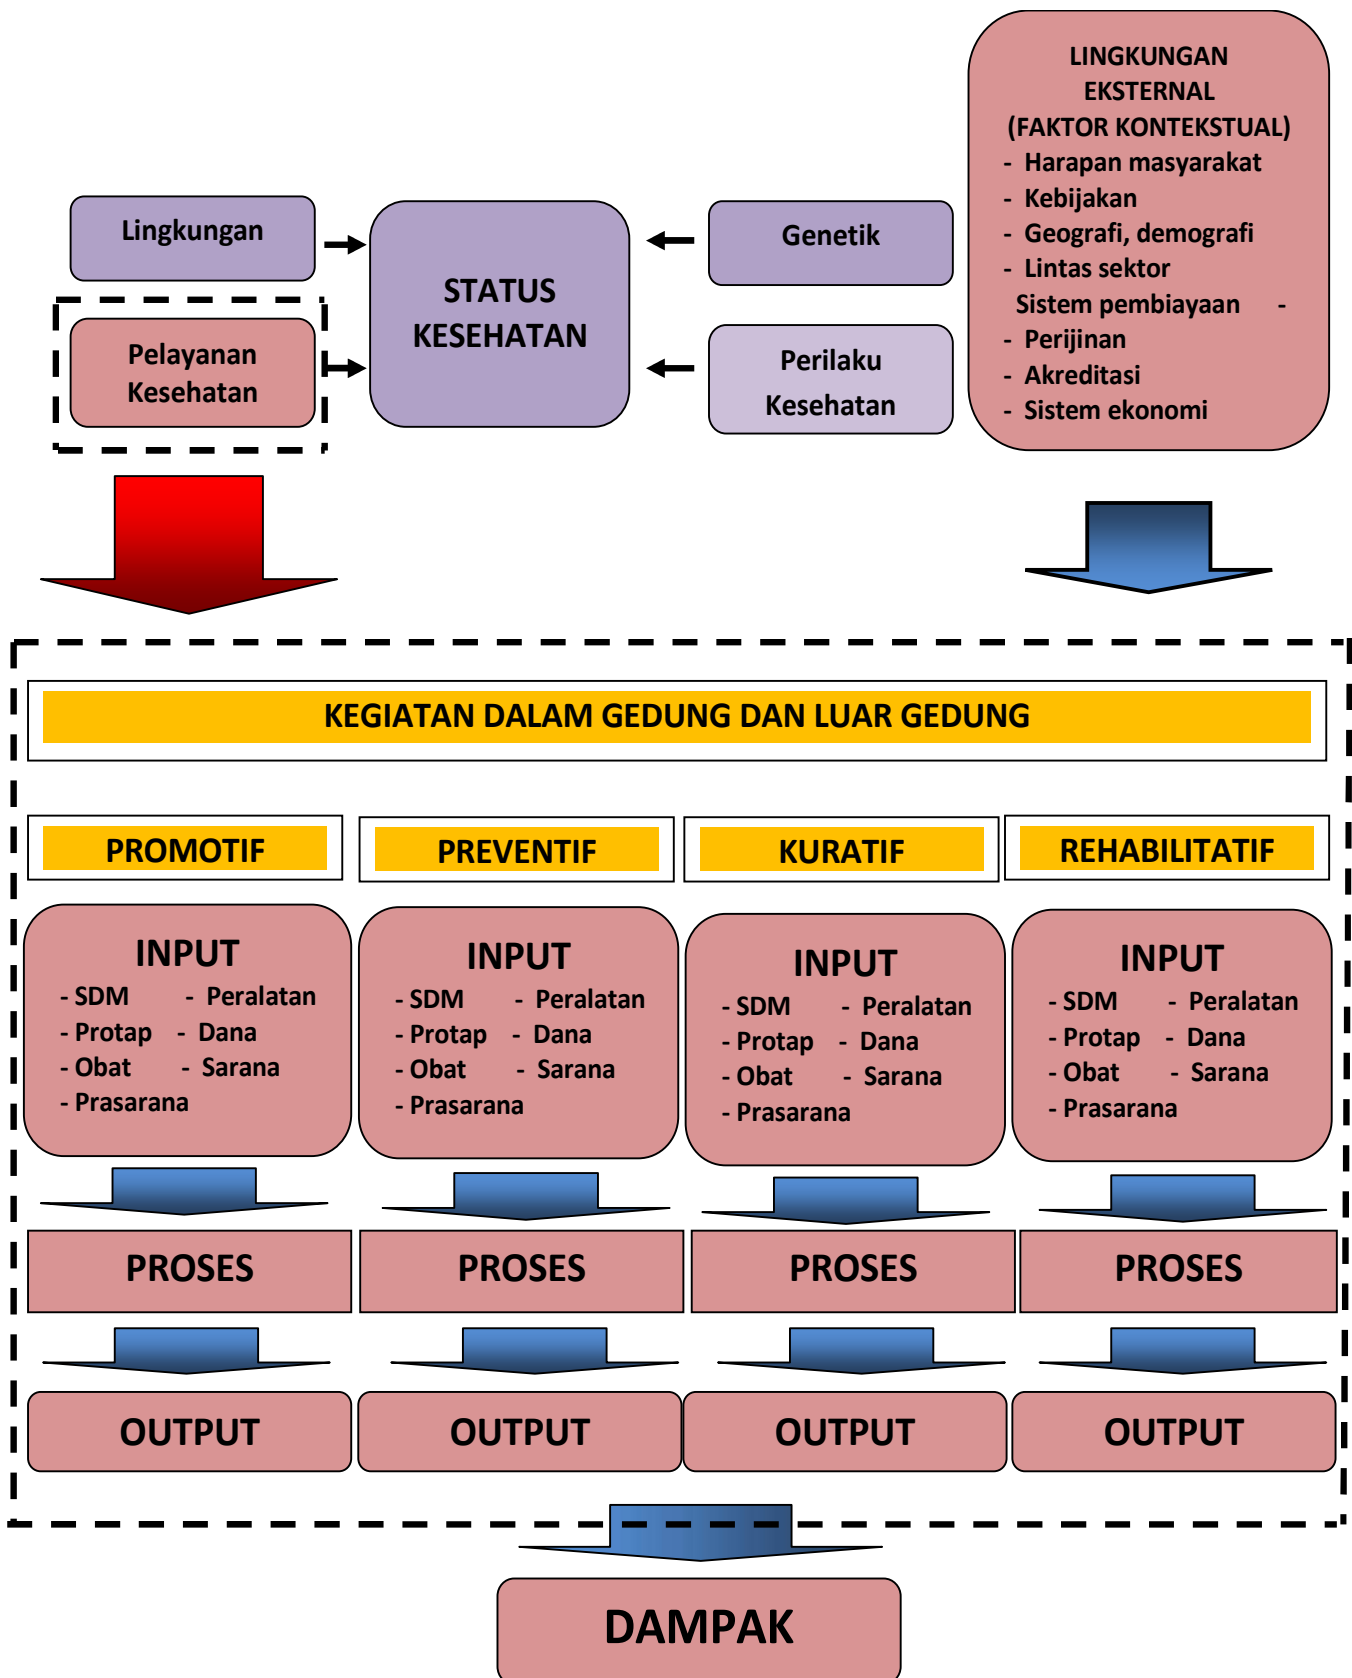 LINGKUNGAN
EKSTERNAL
(FAKTOR KONTEKSTUAL)
- Harapan masyarakat
- Kebijakan
- Geografi, demografi
- Lintas sektor
Sistem pembiayaan -
- Perijinan
- Akreditasi
- Sistem ekonomi
Lingkungan
Pelayanan
Kesehatan
STATUS
KESEHATAN
Genetik
Perilaku
Kesehatan
KEGIATAN DALAM GEDUNG DAN LUAR GEDUNG
PROMOTIF
PREVENTIF
KURATIF
REHABILITATIF
INPUT
- SDM - Peralatan
- Protap - Dana
- Obat - Sarana
- Prasarana
INPUT
- SDM - Peralatan
- Protap - Dana
- Obat - Sarana
- Prasarana
INPUT
- SDM - Peralatan
- Protap - Dana
- Obat - Sarana
- Prasarana
INPUT
- SDM - Peralatan
- Protap - Dana
- Obat - Sarana
- Prasarana
PROSES
PROSES
PROSES
PROSES
OUTPUT
OUTPUT
OUTPUT
OUTPUT
DAMPAK